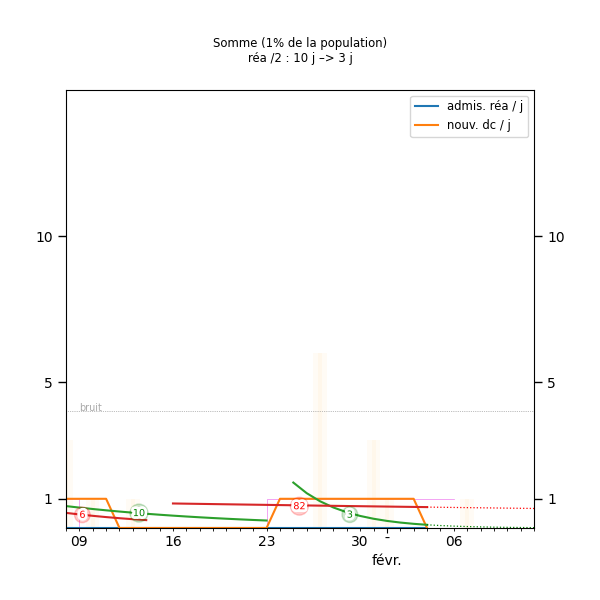 Somme (1% de la population)
réa /2 : 10 j –> 3 j
admis. réa / j
nouv. dc / j
10
10
5
5
bruit
1
1
6
10
82
3
09
16
23
30
-
06
févr.